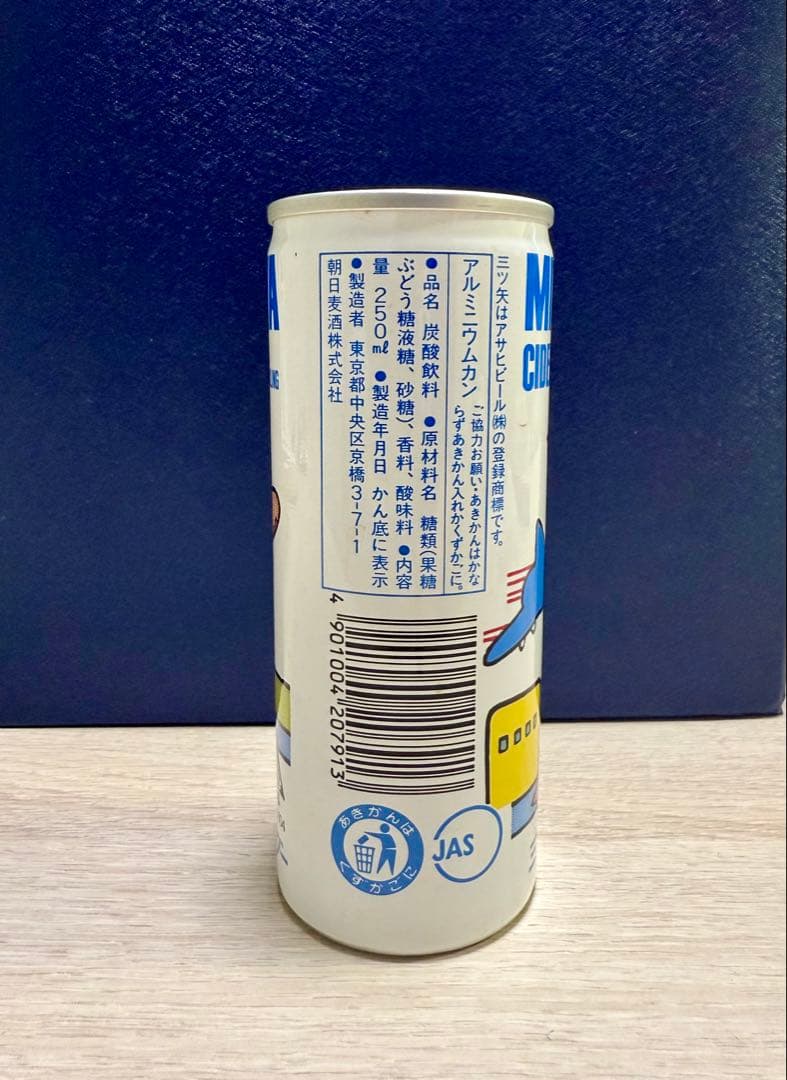 三ツ矢はアサヒビール㈱の登録商標です。
アルミニウムカン
ご協力お願い・あきかんはかな
らずあきかん入れかくずかごに。
●品名 炭酸飲料 ●原材料名 糖類(果糖
ぶどう糖液糖、砂糖)、香料、酸味料 ●内容
量 250㎖ ●製造年月日 かん底に表示
●製造者 東京都中央区京橋3-7-1
朝日麦酒株式会社
4 901004 207913
あきかんは
くずかごに
JAS
CIDE